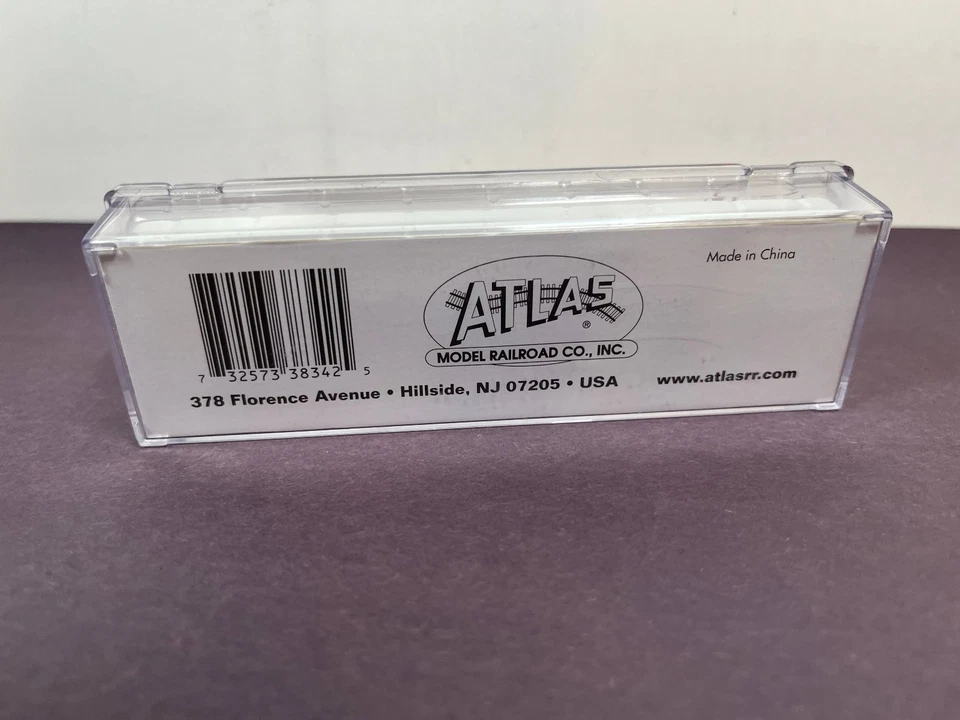 Made in China
ATLAS ®
MODEL RAILROAD CO., INC.
7 32573 38342 5
378 Florence Avenue • Hillside, NJ 07205 • USA
www.atlasrr.com